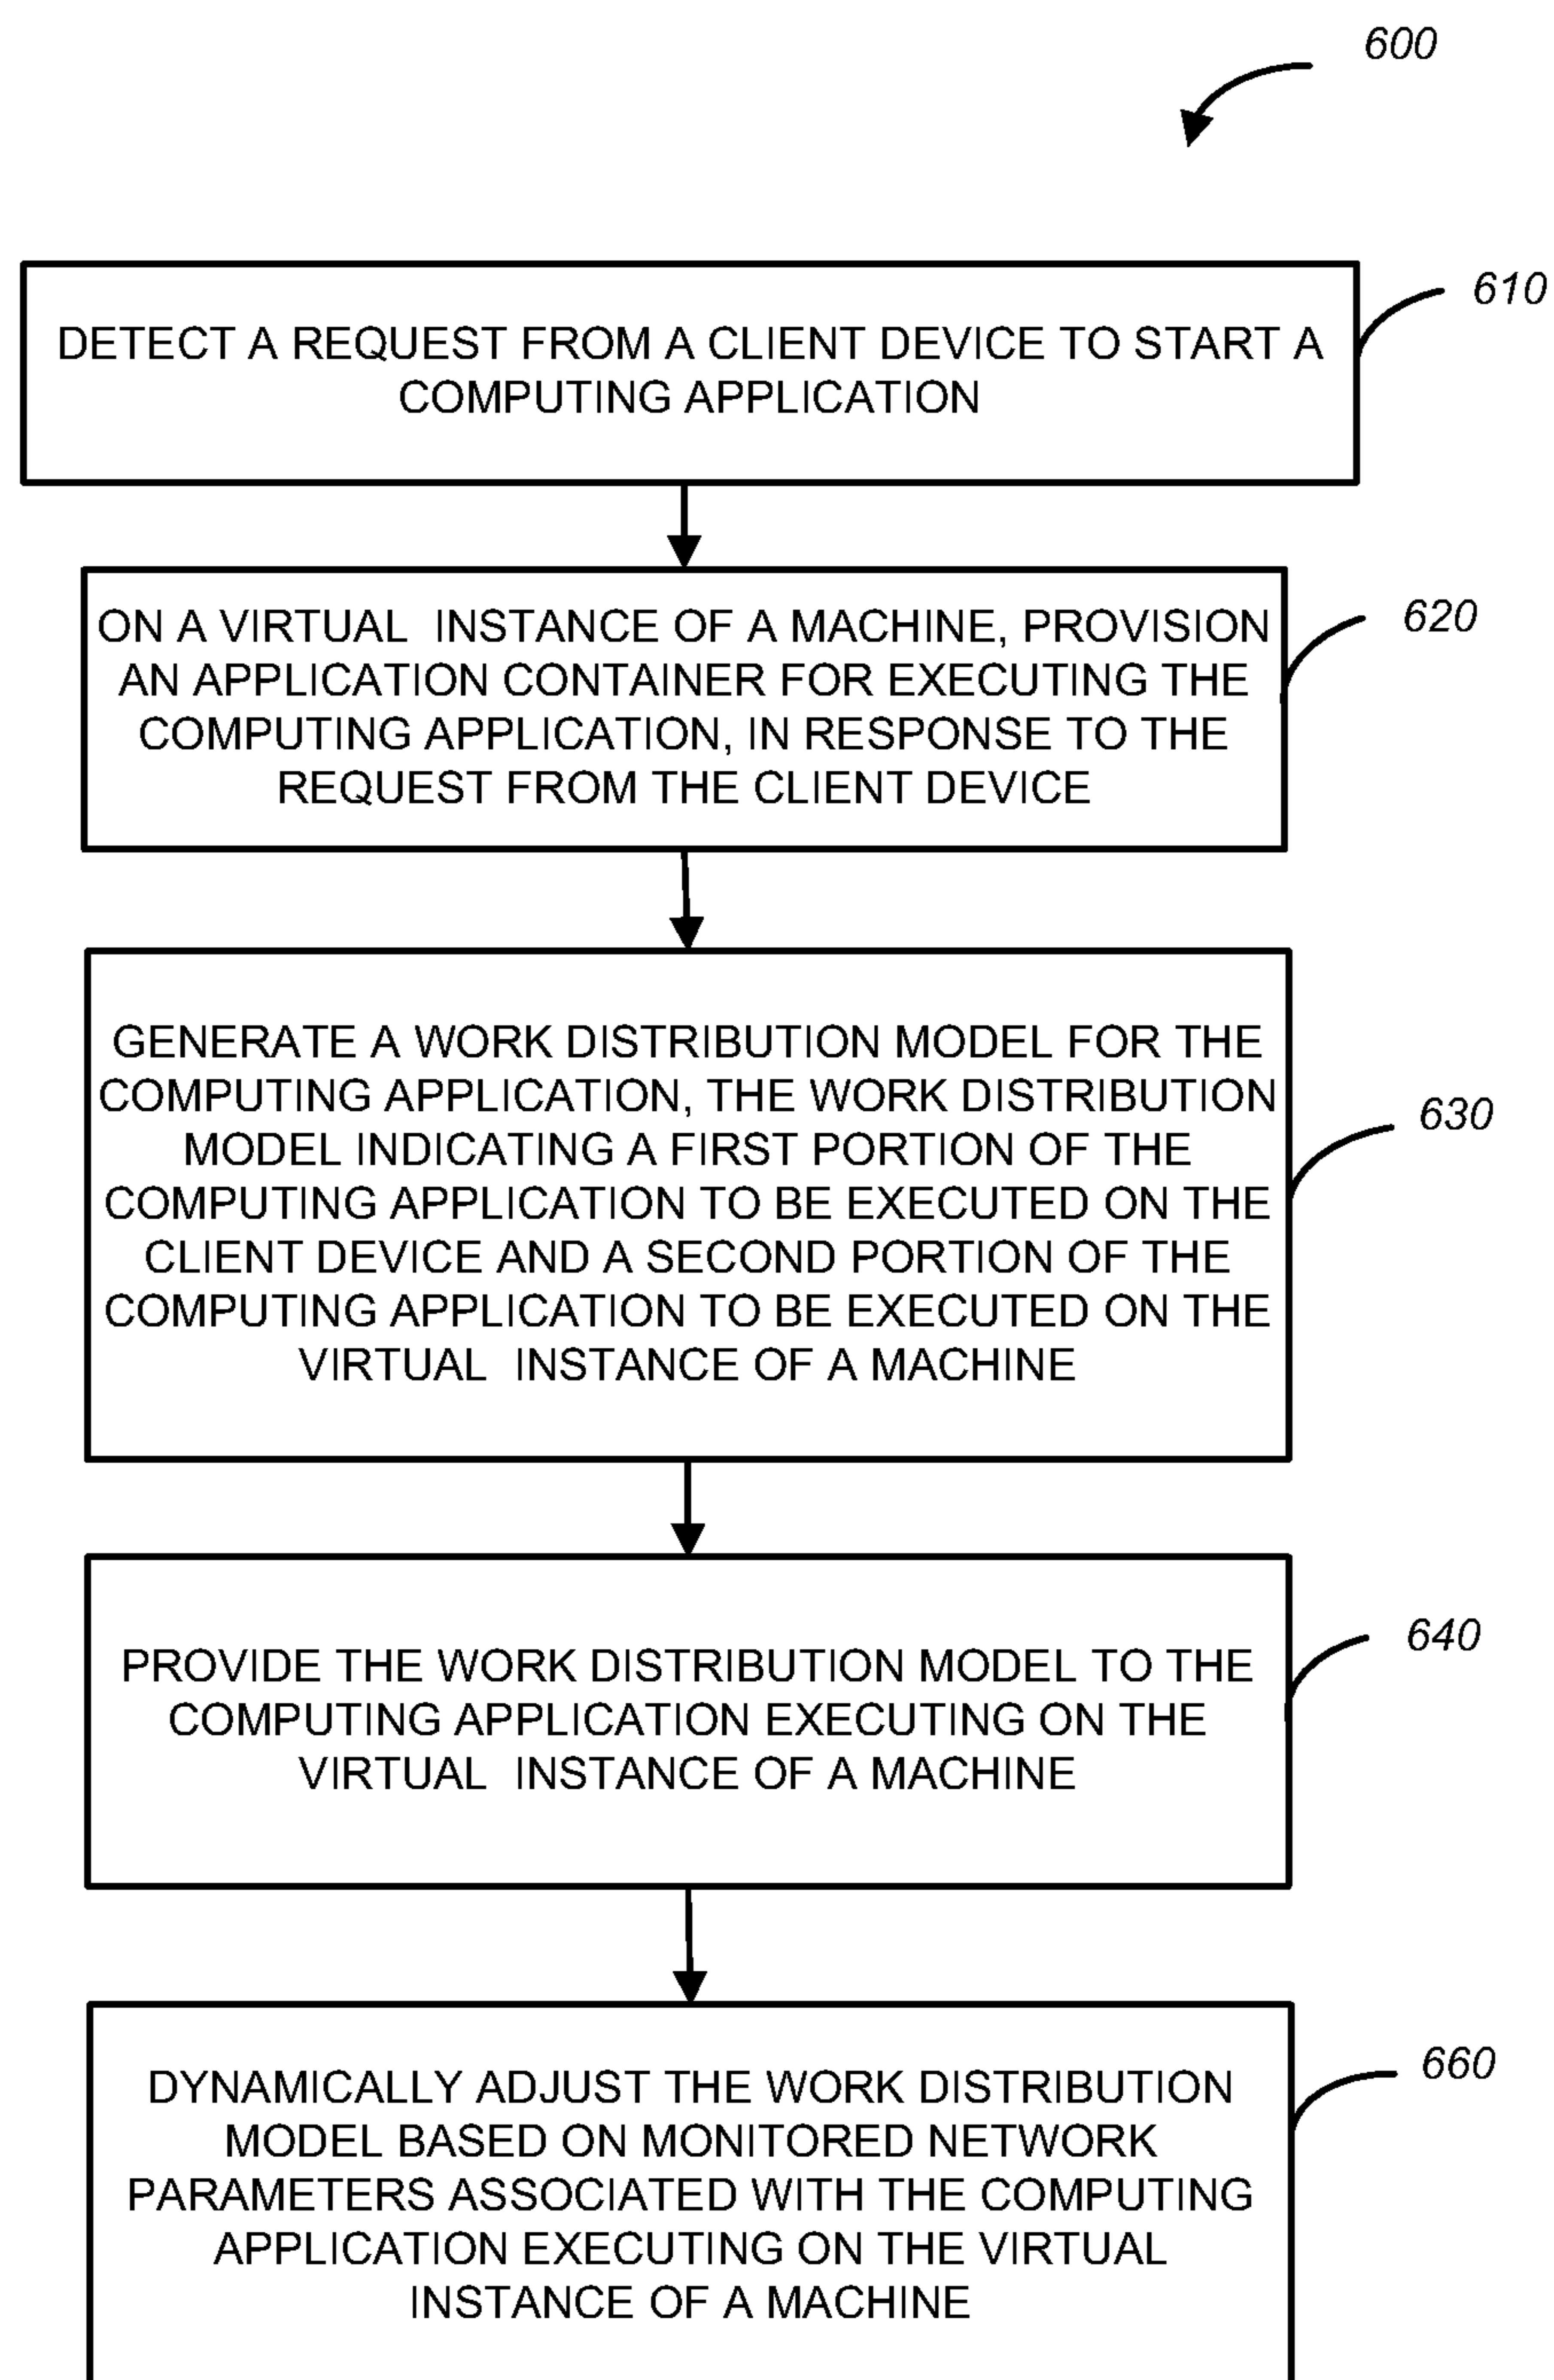 600
610
DETECT A REQUEST FROM A CLIENT DEVICE TO START A
COMPUTING APPLICATION
620
ON A VIRTUAL INSTANCE OF A MACHINE, PROVISION
AN APPLICATION CONTAINER FOR EXECUTING THE
COMPUTING APPLICATION, IN RESPONSE TO THE
REQUEST FROM THE CLIENT DEVICE
630
GENERATE A WORK DISTRIBUTION MODEL FOR THE
COMPUTING APPLICATION, THE WORK DISTRIBUTION
MODEL INDICATING A FIRST PORTION OF THE
COMPUTING APPLICATION TO BE EXECUTED ON THE
CLIENT DEVICE AND A SECOND PORTION OF THE
COMPUTING APPLICATION TO BE EXECUTED ON THE
VIRTUAL INSTANCE OF A MACHINE
640
PROVIDE THE WORK DISTRIBUTION MODEL TO THE
COMPUTING APPLICATION EXECUTING ON THE
VIRTUAL INSTANCE OF A MACHINE
660
DYNAMICALLY ADJUST THE WORK DISTRIBUTION
MODEL BASED ON MONITORED NETWORK
PARAMETERS ASSOCIATED WITH THE COMPUTING
APPLICATION EXECUTING ON THE VIRTUAL
INSTANCE OF A MACHINE